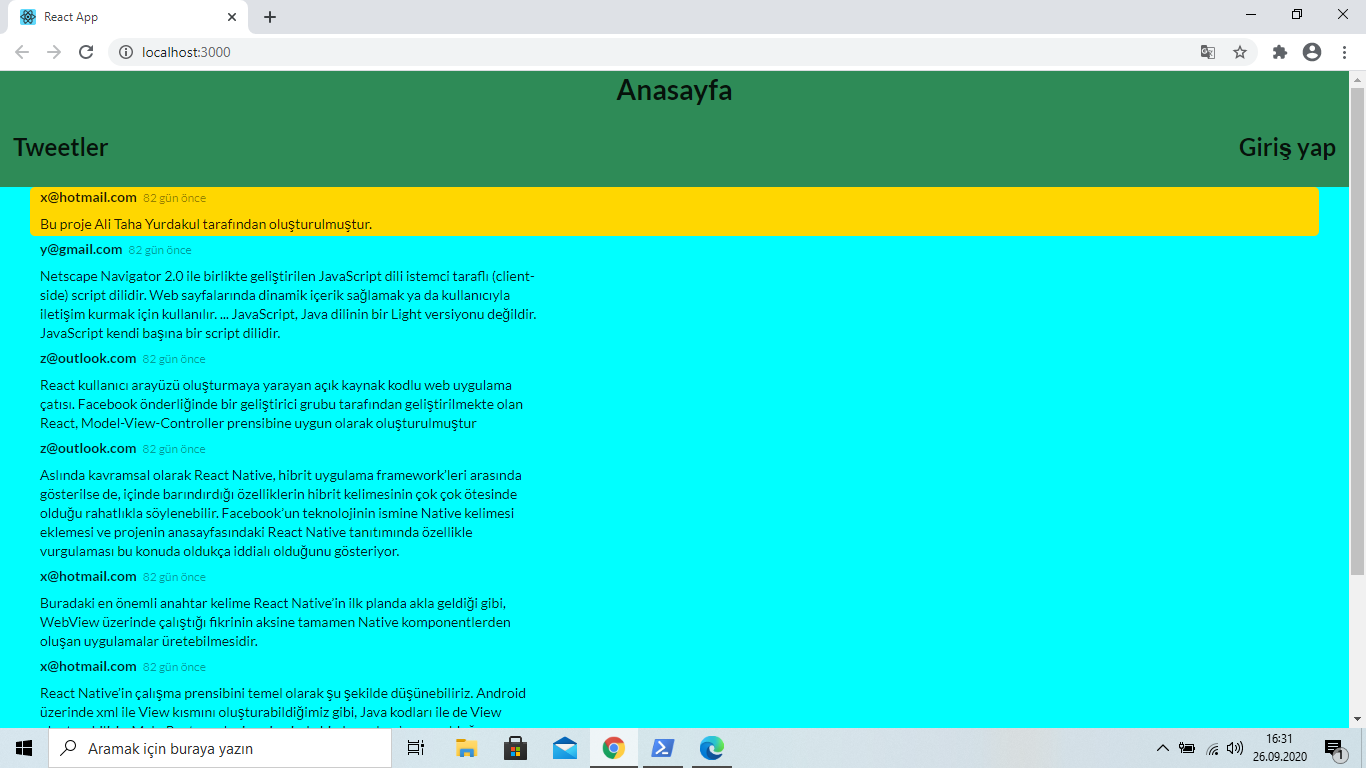 React App
localhost:3000
Anasayfa
Tweetler
Giriş yap
x@hotmail.com 82 gün önce
Bu proje Ali Taha Yurdakul tarafından oluşturulmuştur.
y@gmail.com 82 gün önce
Netscape Navigator 2.0 ile birlikte geliştirilen JavaScript dili istemci taraflı (client-
side) script dilidir. Web sayfalarında dinamik içerik sağlamak ya da kullanıcıyla
iletişim kurmak için kullanılır. ... JavaScript, Java dilinin bir Light versiyonu değildir.
JavaScript kendi başına bir script dilidir.
z@outlook.com 82 gün önce
React kullanıcı arayüzü oluşturmaya yarayan açık kaynak kodlu web uygulama
çatısı. Facebook önderliğinde bir geliştirici grubu tarafından geliştirilmekte olan
React, Model-View-Controller prensibine uygun olarak oluşturulmuştur
z@outlook.com 82 gün önce
Aslında kavramsal olarak React Native, hibrit uygulama framework'leri arasında
gösterilse de, içinde barındırdığı özelliklerin hibrit kelimesinin çok çok ötesinde
olduğu rahatlıkla söylenebilir. Facebook'un teknolojinin ismine Native kelimesi
eklemesi ve projenin anasayfasındaki React Native tanıtımında özellikle
vurgulaması bu konuda oldukça iddialı olduğunu gösteriyor.
x@hotmail.com 82 gün önce
Buradaki en önemli anahtar kelime React Native'in ilk planda akla geldiği gibi,
WebView üzerinde çalıştığı fikrinin aksine tamamen Native komponentlerden
oluşan uygulamalar üretebilmesidir.
x@hotmail.com 82 gün önce
React Native'in çalışma prensibini temel olarak şu şekilde düşünebiliriz. Android
üzerinde xml ile View kısmını oluşturabildiğimiz gibi, Java kodları ile de View
Aramak için buraya yazın
16:31
26.09.2020
1